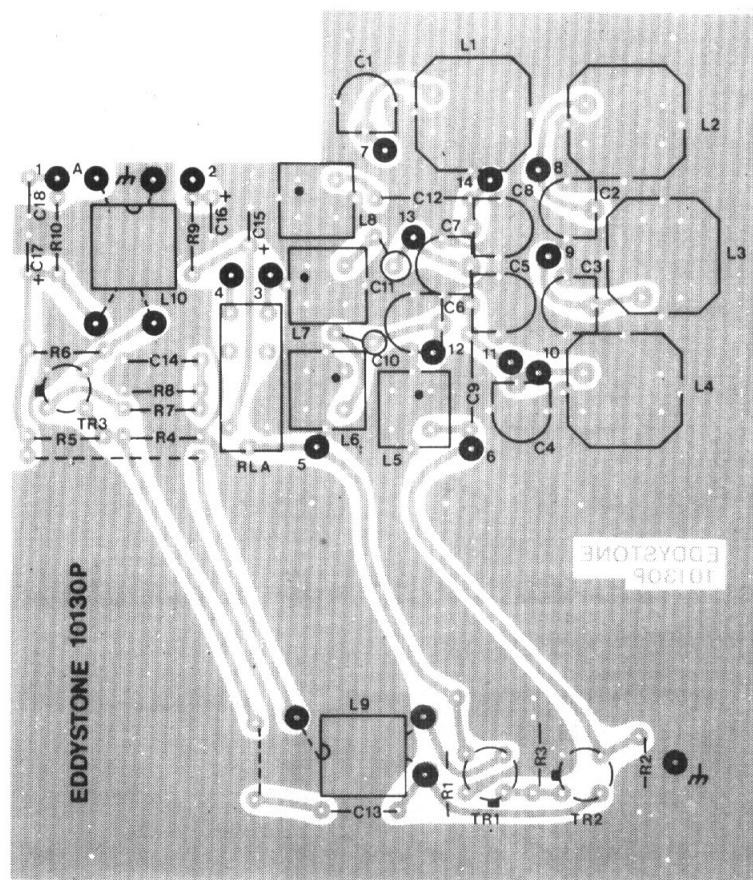 L1
C1
L2
7
8
1
A
2
14
C8
C2
C18
R10
R9
C16
+
C15
+
L8
C12
13
C7
L3
+
C17
L10
4
3
C11
9
C5
C3
L7
C6
R6
C14
C10
12
11
10
R8
R7
TR3
C9
L4
R5
R4
L6
L5
C4
RLA
5
6
EDDYSTONE
10130P
EDDYSTONE 10130P
L9
R3
R2
R1
C13
TR1
TR2